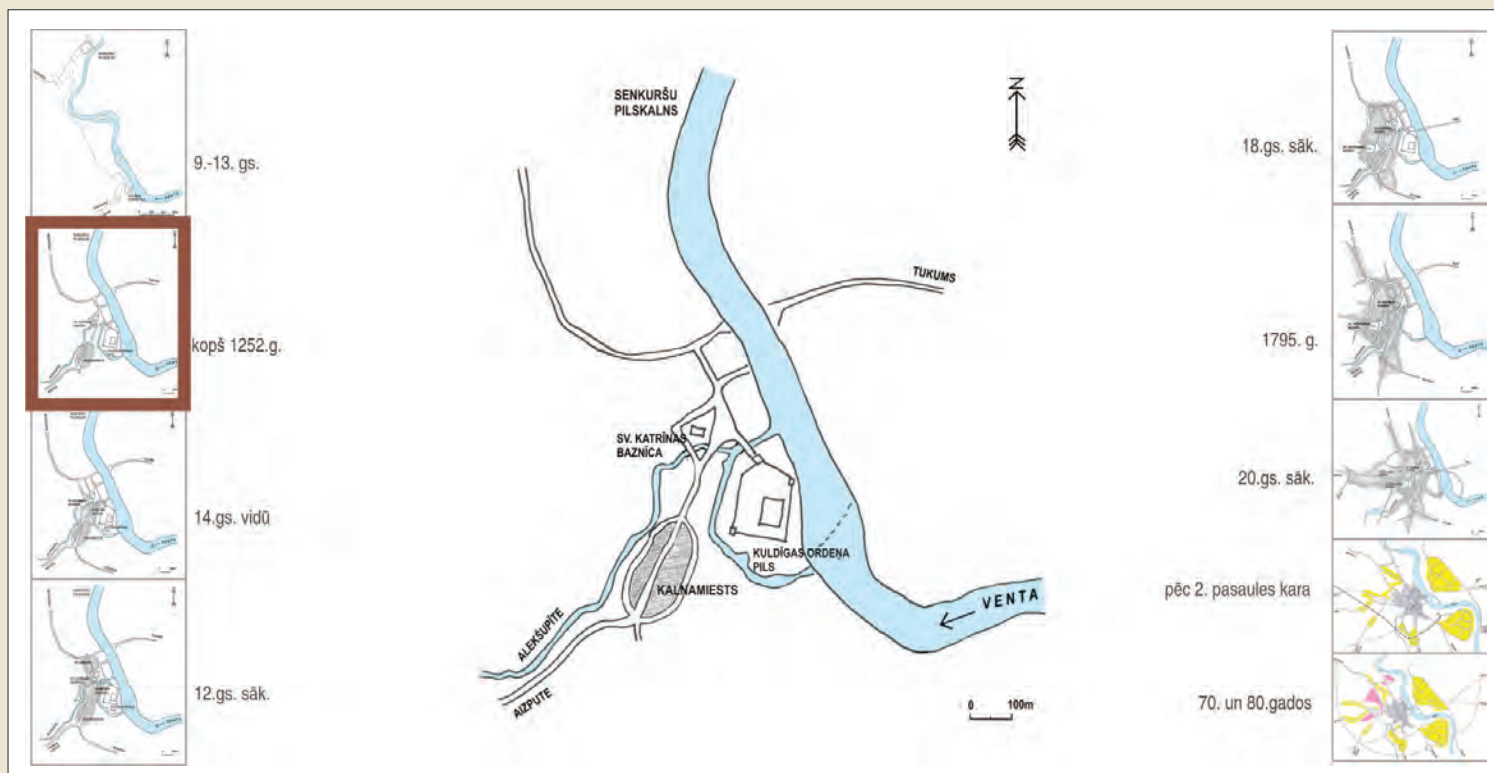 9.-13. gs.
kopš 1252.g.
14.gs. vidū
12.gs. sāk.
SENKURŠU
PILSKALNS
N
TUKUMS
SV. KATRĪNAS
BAZNĪCA
KULDĪGAS ORDEŅA
PILS
KALNAMIESTS
VENTA
ALEKŠUPĪTE
AIZPUTE
0 100m
18.gs. sāk.
1795. g.
20.gs. sāk.
pēc 2. pasaules kara
70. un 80.gados